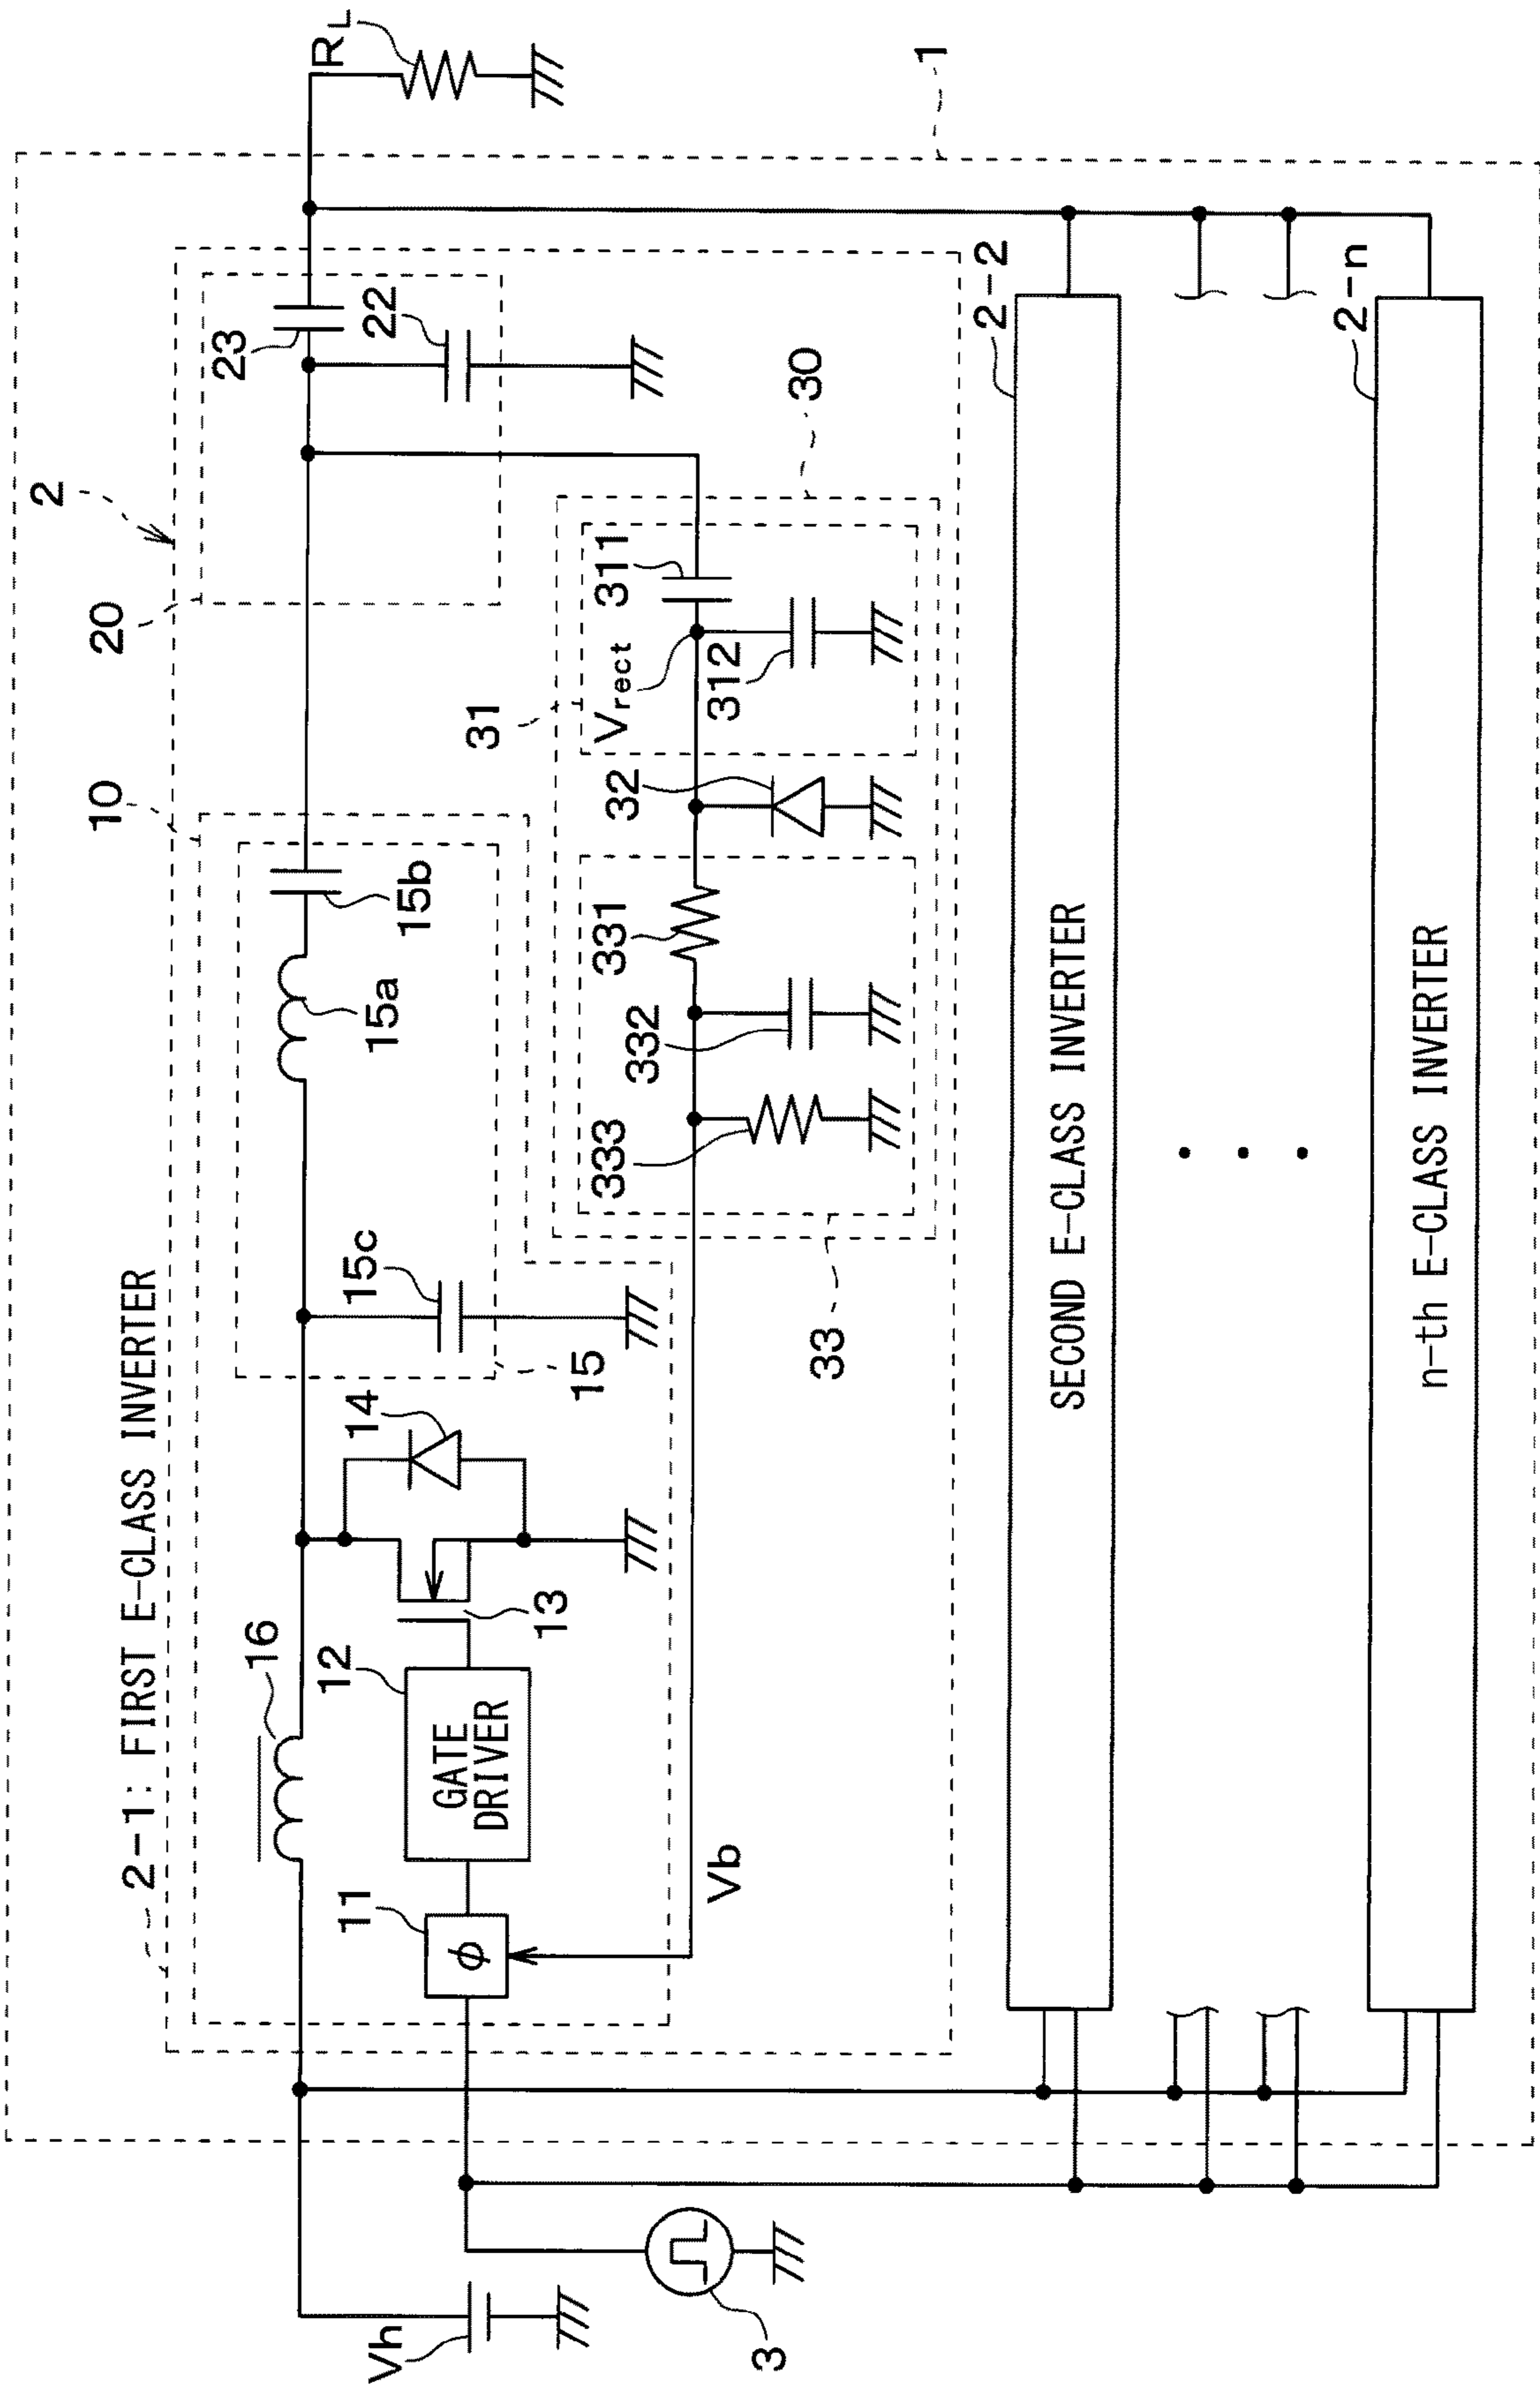 1
2
2-1: FIRST E-CLASS INVERTER
10
20
R_L
16
15a
15b
23
22
15c
15
14
13
12
GATE
DRIVER
11
φ
Vh
3
Vb
31
30
V_rect
311
312
32
331
332
333
33
2-2
SECOND E-CLASS INVERTER
2-n
n-th E-CLASS INVERTER